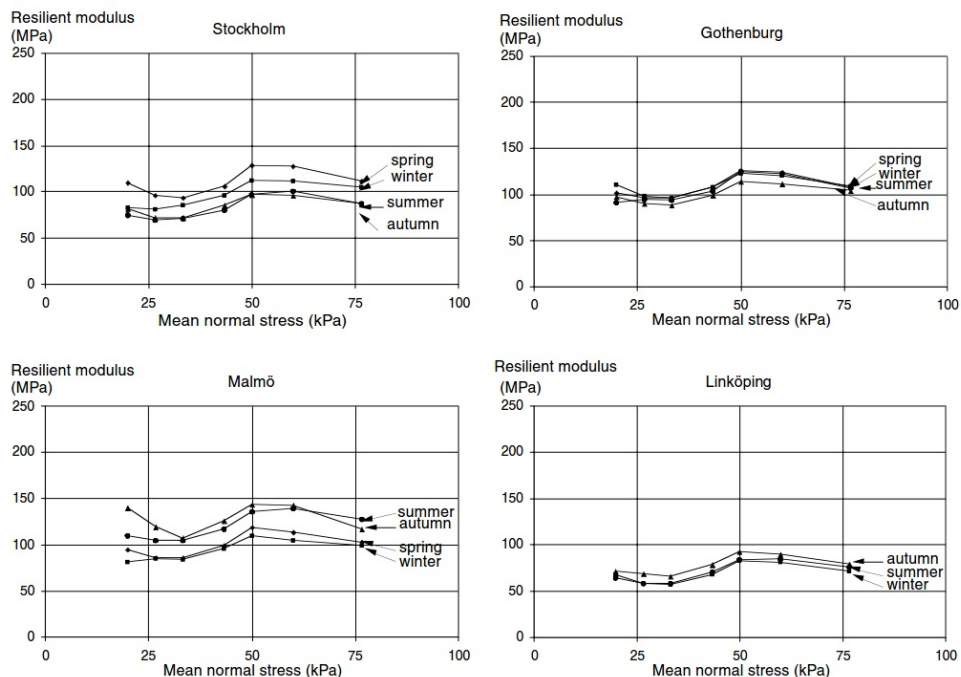 Resilient modulus
(MPa)
Stockholm
250
200
150
100
50
0
spring
winter
summer
autumn
0 25 50 75 100
Mean normal stress (kPa)
Resilient modulus
(MPa)
Gothenburg
250
200
150
100
50
0
spring
winter
summer
autumn
0 25 50 75 100
Mean normal stress (kPa)
Resilient modulus
(MPa)
Malmö
250
200
150
100
50
0
summer
autumn
spring
winter
0 25 50 75 100
Mean normal stress (kPa)
Resilient modulus
(MPa)
Linköping
250
200
150
100
50
0
autumn
summer
winter
0 25 50 75 100
Mean normal stress (kPa)